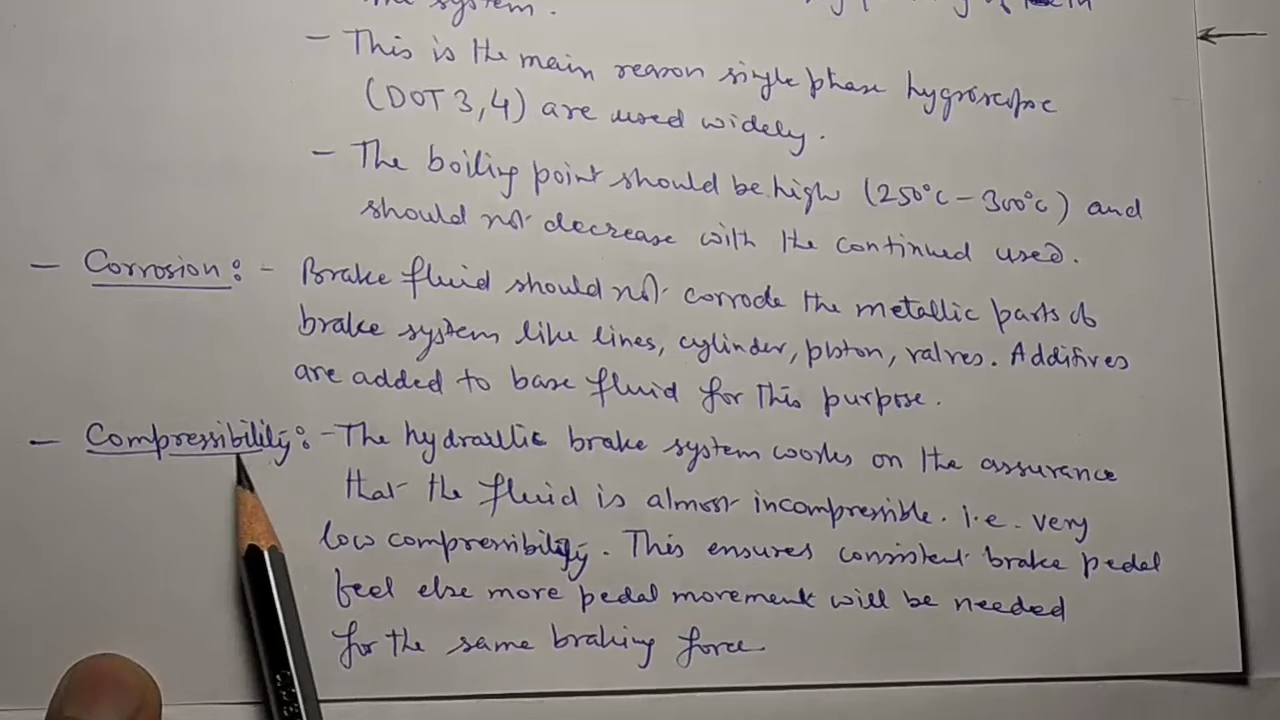 the system.
- This is the main reason single phase hygroscopic
(DOT 3,4) are used widely.
- The boiling point should be high (250°C - 300°C) and
should not decrease with the continued used.
- Corrosion:- Brake fluid should not corrode the metallic parts of
brake system like lines, cylinder, piston, valves. Additives
are added to base fluid for this purpose.
- Compressibility:- The hydraulic brake system works on the assurance
that the fluid is almost incompressible. i.e. very
low compressibility. This ensures consistent brake pedal
feel else more pedal movement will be needed
for the same braking force